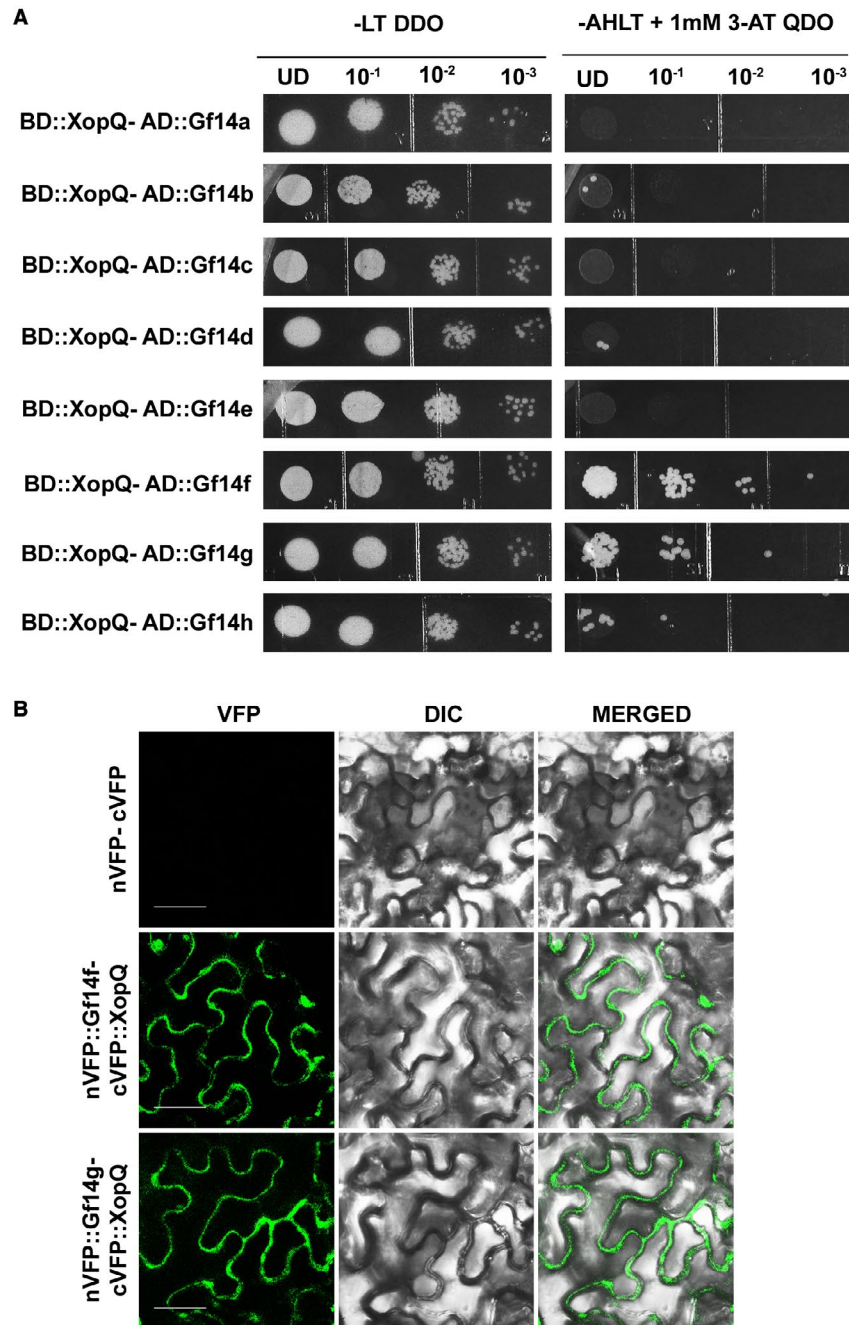 A
-LT DDO
-AHLT + 1mM 3-AT QDO
UD 10⁻¹ 10⁻² 10⁻³
UD 10⁻¹ 10⁻² 10⁻³
BD::XopQ- AD::Gf14a
BD::XopQ- AD::Gf14b
BD::XopQ- AD::Gf14c
BD::XopQ- AD::Gf14d
BD::XopQ- AD::Gf14e
BD::XopQ- AD::Gf14f
BD::XopQ- AD::Gf14g
BD::XopQ- AD::Gf14h
B
VFP DIC MERGED
nVFP- cVFP
nVFP::Gf14f-
cVFP::XopQ
nVFP::Gf14g-
cVFP::XopQ